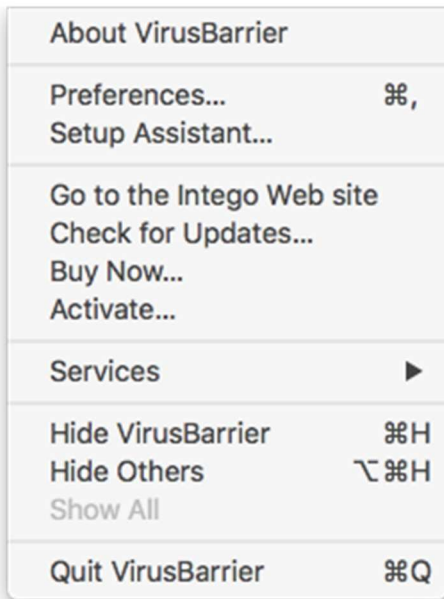 About VirusBarrier
Preferences... ⌘,
Setup Assistant...
Go to the Intego Web site
Check for Updates...
Buy Now...
Activate...
Services ▶
Hide VirusBarrier ⌘H
Hide Others ⌥⌘H
Show All
Quit VirusBarrier ⌘Q